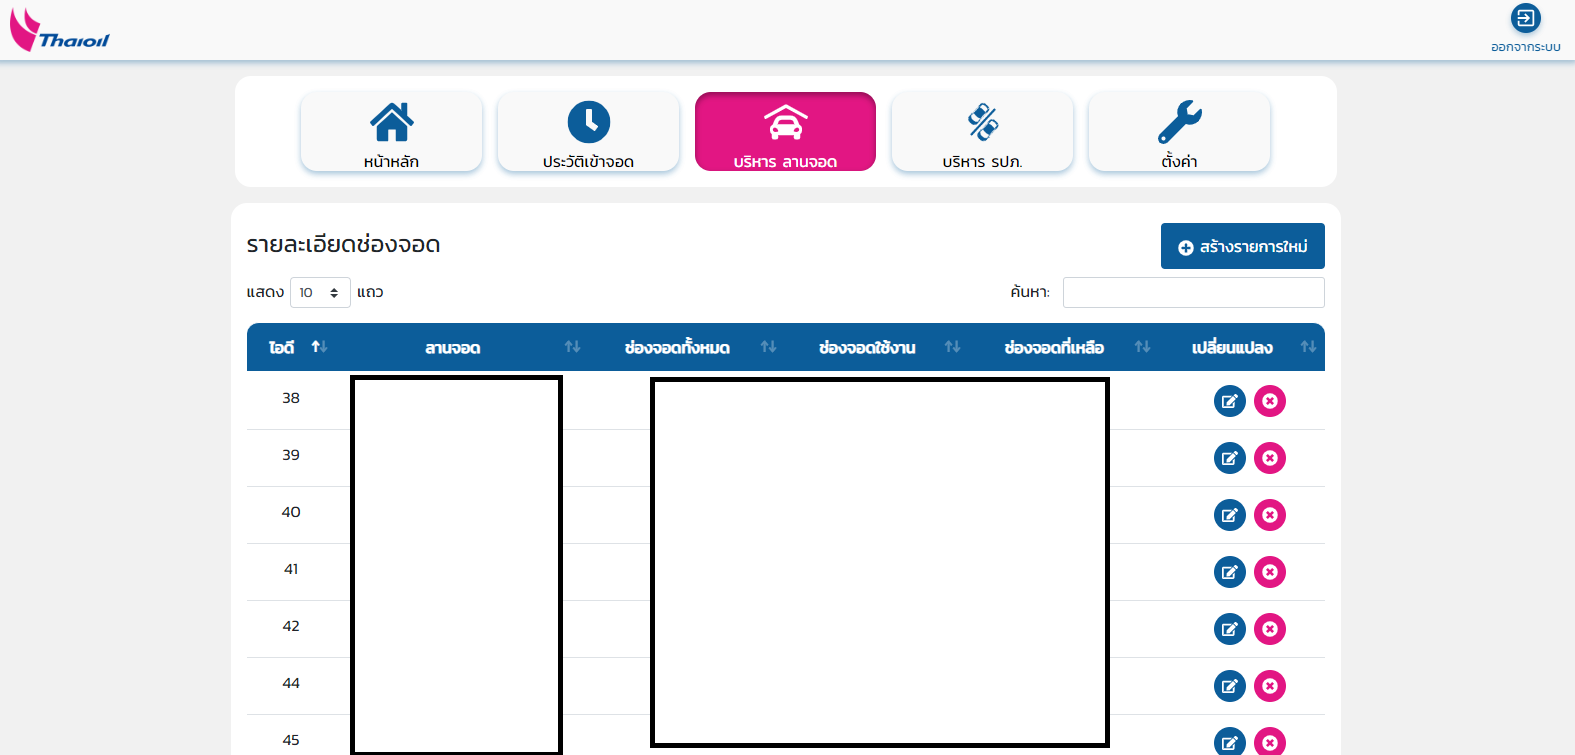 Thaioil
ออกจากระบบ
หน้าหลัก
ประวัติเข้าจอด
บริหาร ลานจอด
บริหาร รปภ.
ตั้งค่า
รายละเอียดช่องจอด
สร้างรายการใหม่
แสดง 10 แถว
ค้นหา:
ไอดี ลานจอด ช่องจอดทั้งหมด ช่องจอดใช้งาน ช่องจอดที่เหลือ เปลี่ยนแปลง
38
39
40
41
42
44
45